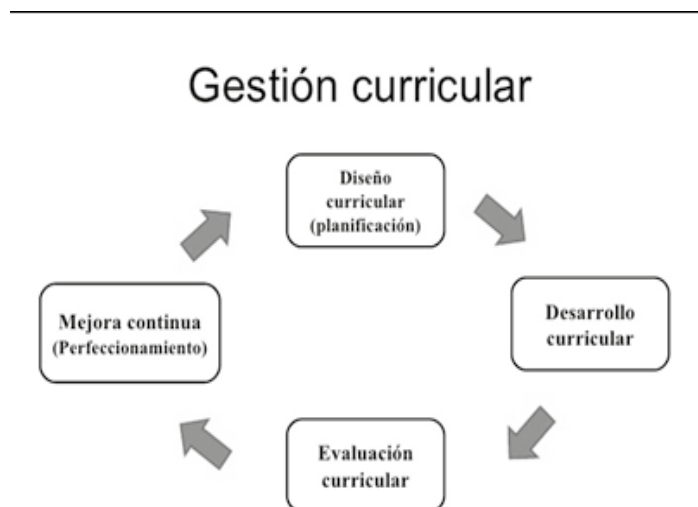 Gestión curricular
Diseño
curricular
(planificación)
Desarrollo
curricular
Evaluación
curricular
Mejora continua
(Perfeccionamiento)